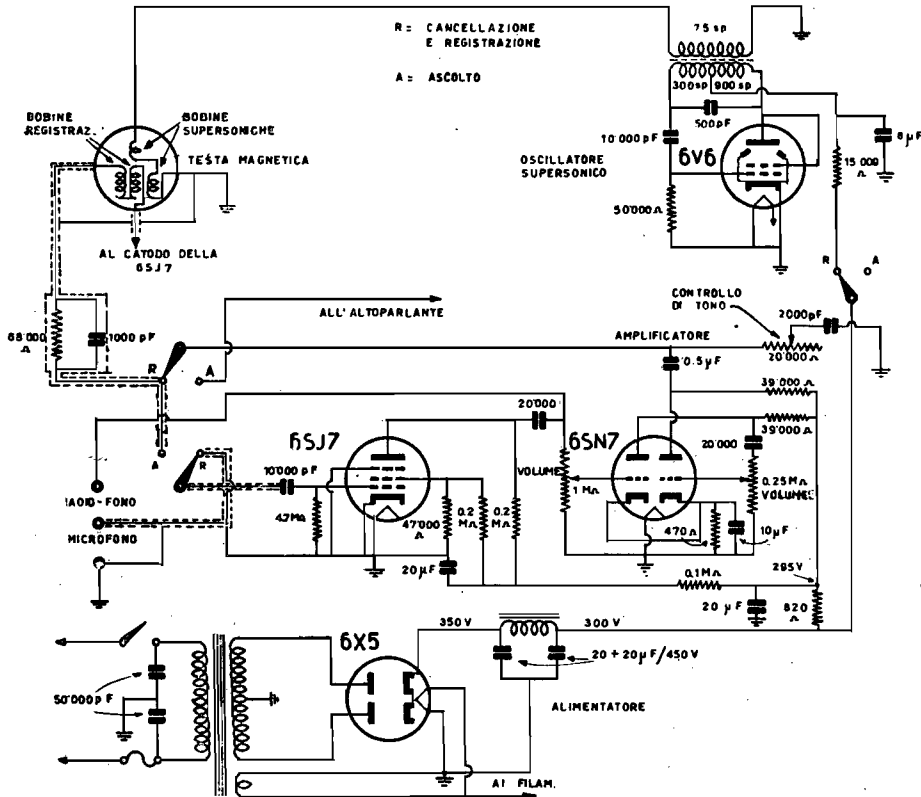 R = CANCELLAZIONE
E REGISTRAZIONE
A = ASCOLTO
75 sp
300 sp 900 sp
500 pF
10'000 pF
6V6
8 µF
15 000
Ω
OSCILLATORE
SUPERSONICO
50'000 Ω
BOBINE
REGISTRAZ.
BOBINE
SUPERSONICHE
TESTA MAGNETICA
AL CATODO DELLA
6SJ7
R
A
CONTROLLO
DI TONO
2000 pF
ALL'ALTOPARLANTE
AMPLIFICATORE
68'000
Ω
1000 pF
R
A
0.5 µF
20'000 Ω
39'000 Ω
39'000 Ω
20'000
6SJ7
6SN7
20'000
A
R
10'000 pF
VOLUME
1 MΩ
0.25 MΩ
VOLUME
RADIO-FONO
MICROFONO
4.7 MΩ
47'000
Ω
0.2
MΩ
0.2
MΩ
470 Ω
10 µF
20 µF
0.1 MΩ
295 V
20 µF
820
Ω
350 V
300 V
6X5
20 + 20 µF/450 V
50'000 pF
ALIMENTATORE
AI FILAM.